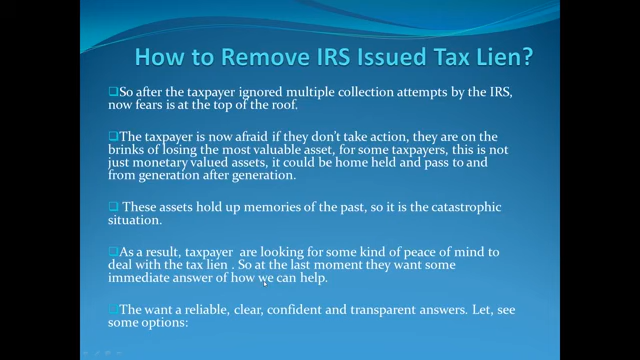 How to Remove IRS Issued Tax Lien?
So after the taxpayer ignored multiple collection attempts by the IRS,
now fears is at the top of the roof.
The taxpayer is now afraid if they don't take action, they are on the
brinks of losing the most valuable asset, for some taxpayers, this is not
just monetary valued assets, it could be home held and pass to and
from generation after generation.
These assets hold up memories of the past, so it is the catastrophic
situation.
As a result, taxpayer are looking for some kind of peace of mind to
deal with the tax lien . So at the last moment they want some
immediate answer of how we can help.
The want a reliable, clear, confident and transparent answers. Let, see
some options: